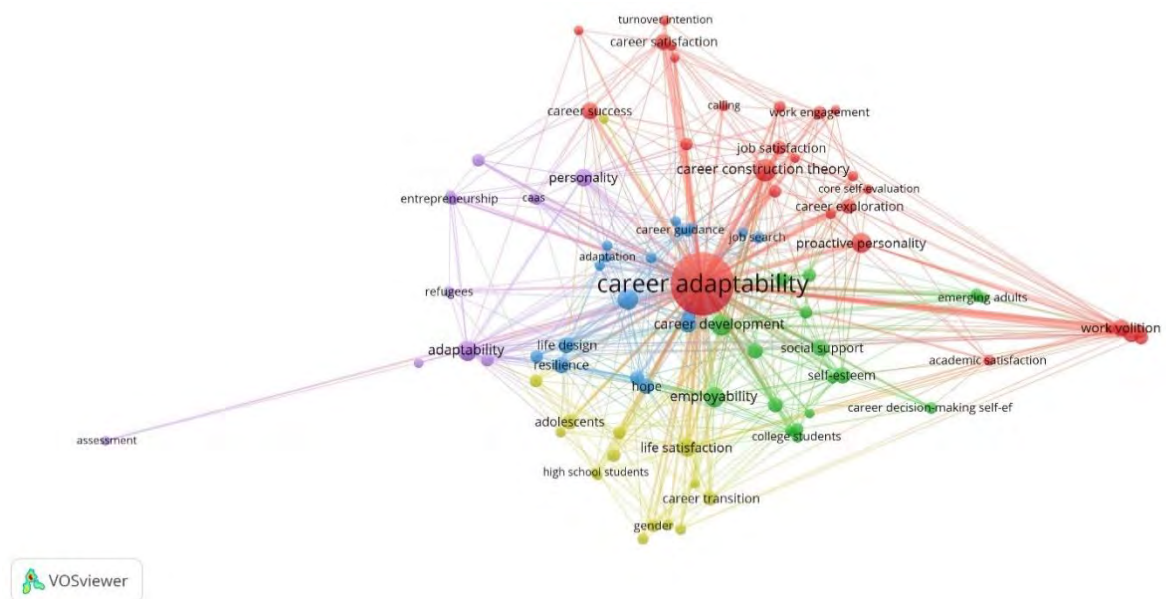 turnover intention
career satisfaction
career success
calling
work engagement
job satisfaction
career construction theory
personality
core self-evaluation
entrepreneurship
caas
career exploration
career guidance
job search
proactive personality
adaptation
career adaptability
refugees
emerging adults
career development
work volition
adaptability
life design
social support
resilience
academic satisfaction
self-esteem
hope
employability
career decision-making self-ef
adolescents
college students
assessment
life satisfaction
high school students
career transition
gender
VOSviewer